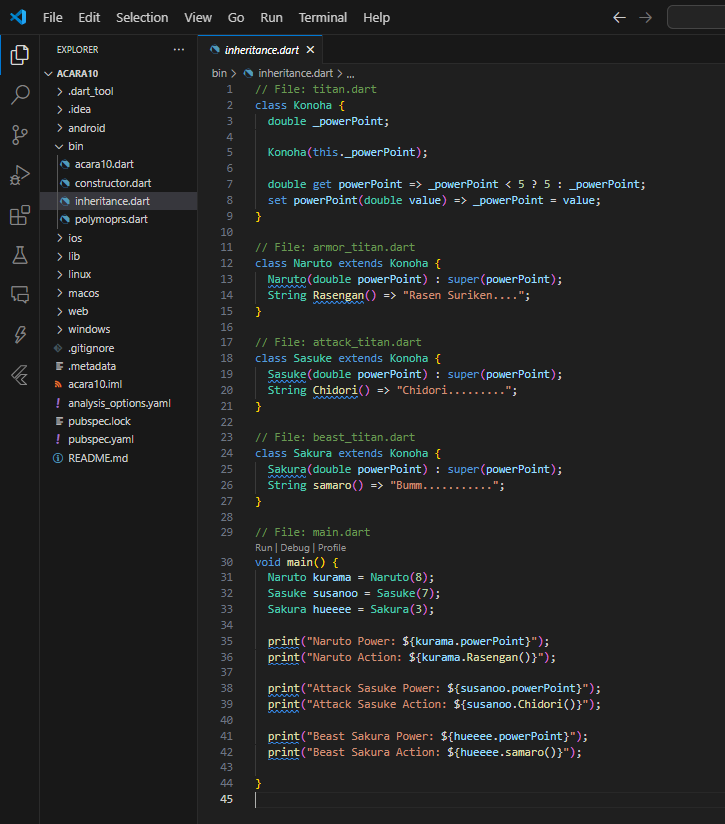 File Edit Selection View Go Run Terminal Help
EXPLORER
ACARA10
.dart_tool
.idea
android
bin
acara10.dart
constructor.dart
inheritance.dart
polymoprs.dart
ios
lib
linux
macos
web
windows
.gitignore
.metadata
acara10.iml
analysis_options.yaml
pubspec.lock
pubspec.yaml
README.md
inheritance.dart
bin > inheritance.dart > ...
1 // File: titan.dart
2 class Konoha {
3 double _powerPoint;
4
5 Konoha(this._powerPoint);
6
7 double get powerPoint => _powerPoint < 5 ? 5 : _powerPoint;
8 set powerPoint(double value) => _powerPoint = value;
9 }
10
11 // File: armor_titan.dart
12 class Naruto extends Konoha {
13 Naruto(double powerPoint) : super(powerPoint);
14 String Rasengan() => "Rasen Suriken....";
15 }
16
17 // File: attack_titan.dart
18 class Sasuke extends Konoha {
19 Sasuke(double powerPoint) : super(powerPoint);
20 String Chidori() => "Chidori.........";
21 }
22
23 // File: beast_titan.dart
24 class Sakura extends Konoha {
25 Sakura(double powerPoint) : super(powerPoint);
26 String samaro() => "Bumm...........";
27 }
28
29 // File: main.dart
Run | Debug | Profile
30 void main() {
31 Naruto kurama = Naruto(8);
32 Sasuke susanoo = Sasuke(7);
33 Sakura hueeee = Sakura(3);
34
35 print("Naruto Power: ${kurama.powerPoint}");
36 print("Naruto Action: ${kurama.Rasengan()}");
37
38 print("Attack Sasuke Power: ${susanoo.powerPoint}");
39 print("Attack Sasuke Action: ${susanoo.Chidori()}");
40
41 print("Beast Sakura Power: ${hueeee.powerPoint}");
42 print("Beast Sakura Action: ${hueeee.samaro()}");
43
44 }
45